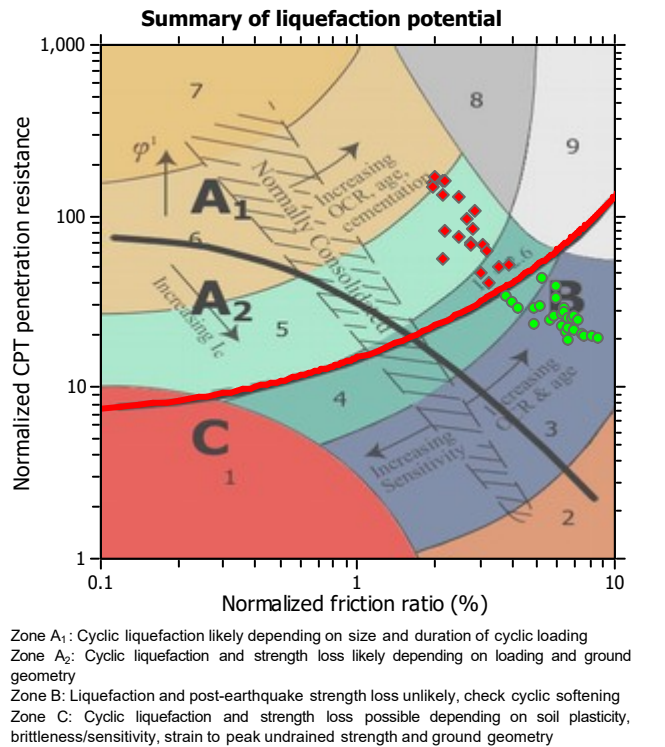 Summary of liquefaction potential
1,000
100
10
1
Normalized CPT penetration resistance
7
8
9
φ'
A1
Increasing
OCR, age,
cementation
Normally Consolidated
6
A2
Increasing Ic
5
B
4
Increasing
OCR & age
C
1
Increasing
Sensitivity
3
2
0.1
1
10
Normalized friction ratio (%)
Zone A1: Cyclic liquefaction likely depending on size and duration of cyclic loading
Zone A2: Cyclic liquefaction and strength loss likely depending on loading and ground
geometry
Zone B: Liquefaction and post-earthquake strength loss unlikely, check cyclic softening
Zone C: Cyclic liquefaction and strength loss possible depending on soil plasticity,
brittleness/sensitivity, strain to peak undrained strength and ground geometry